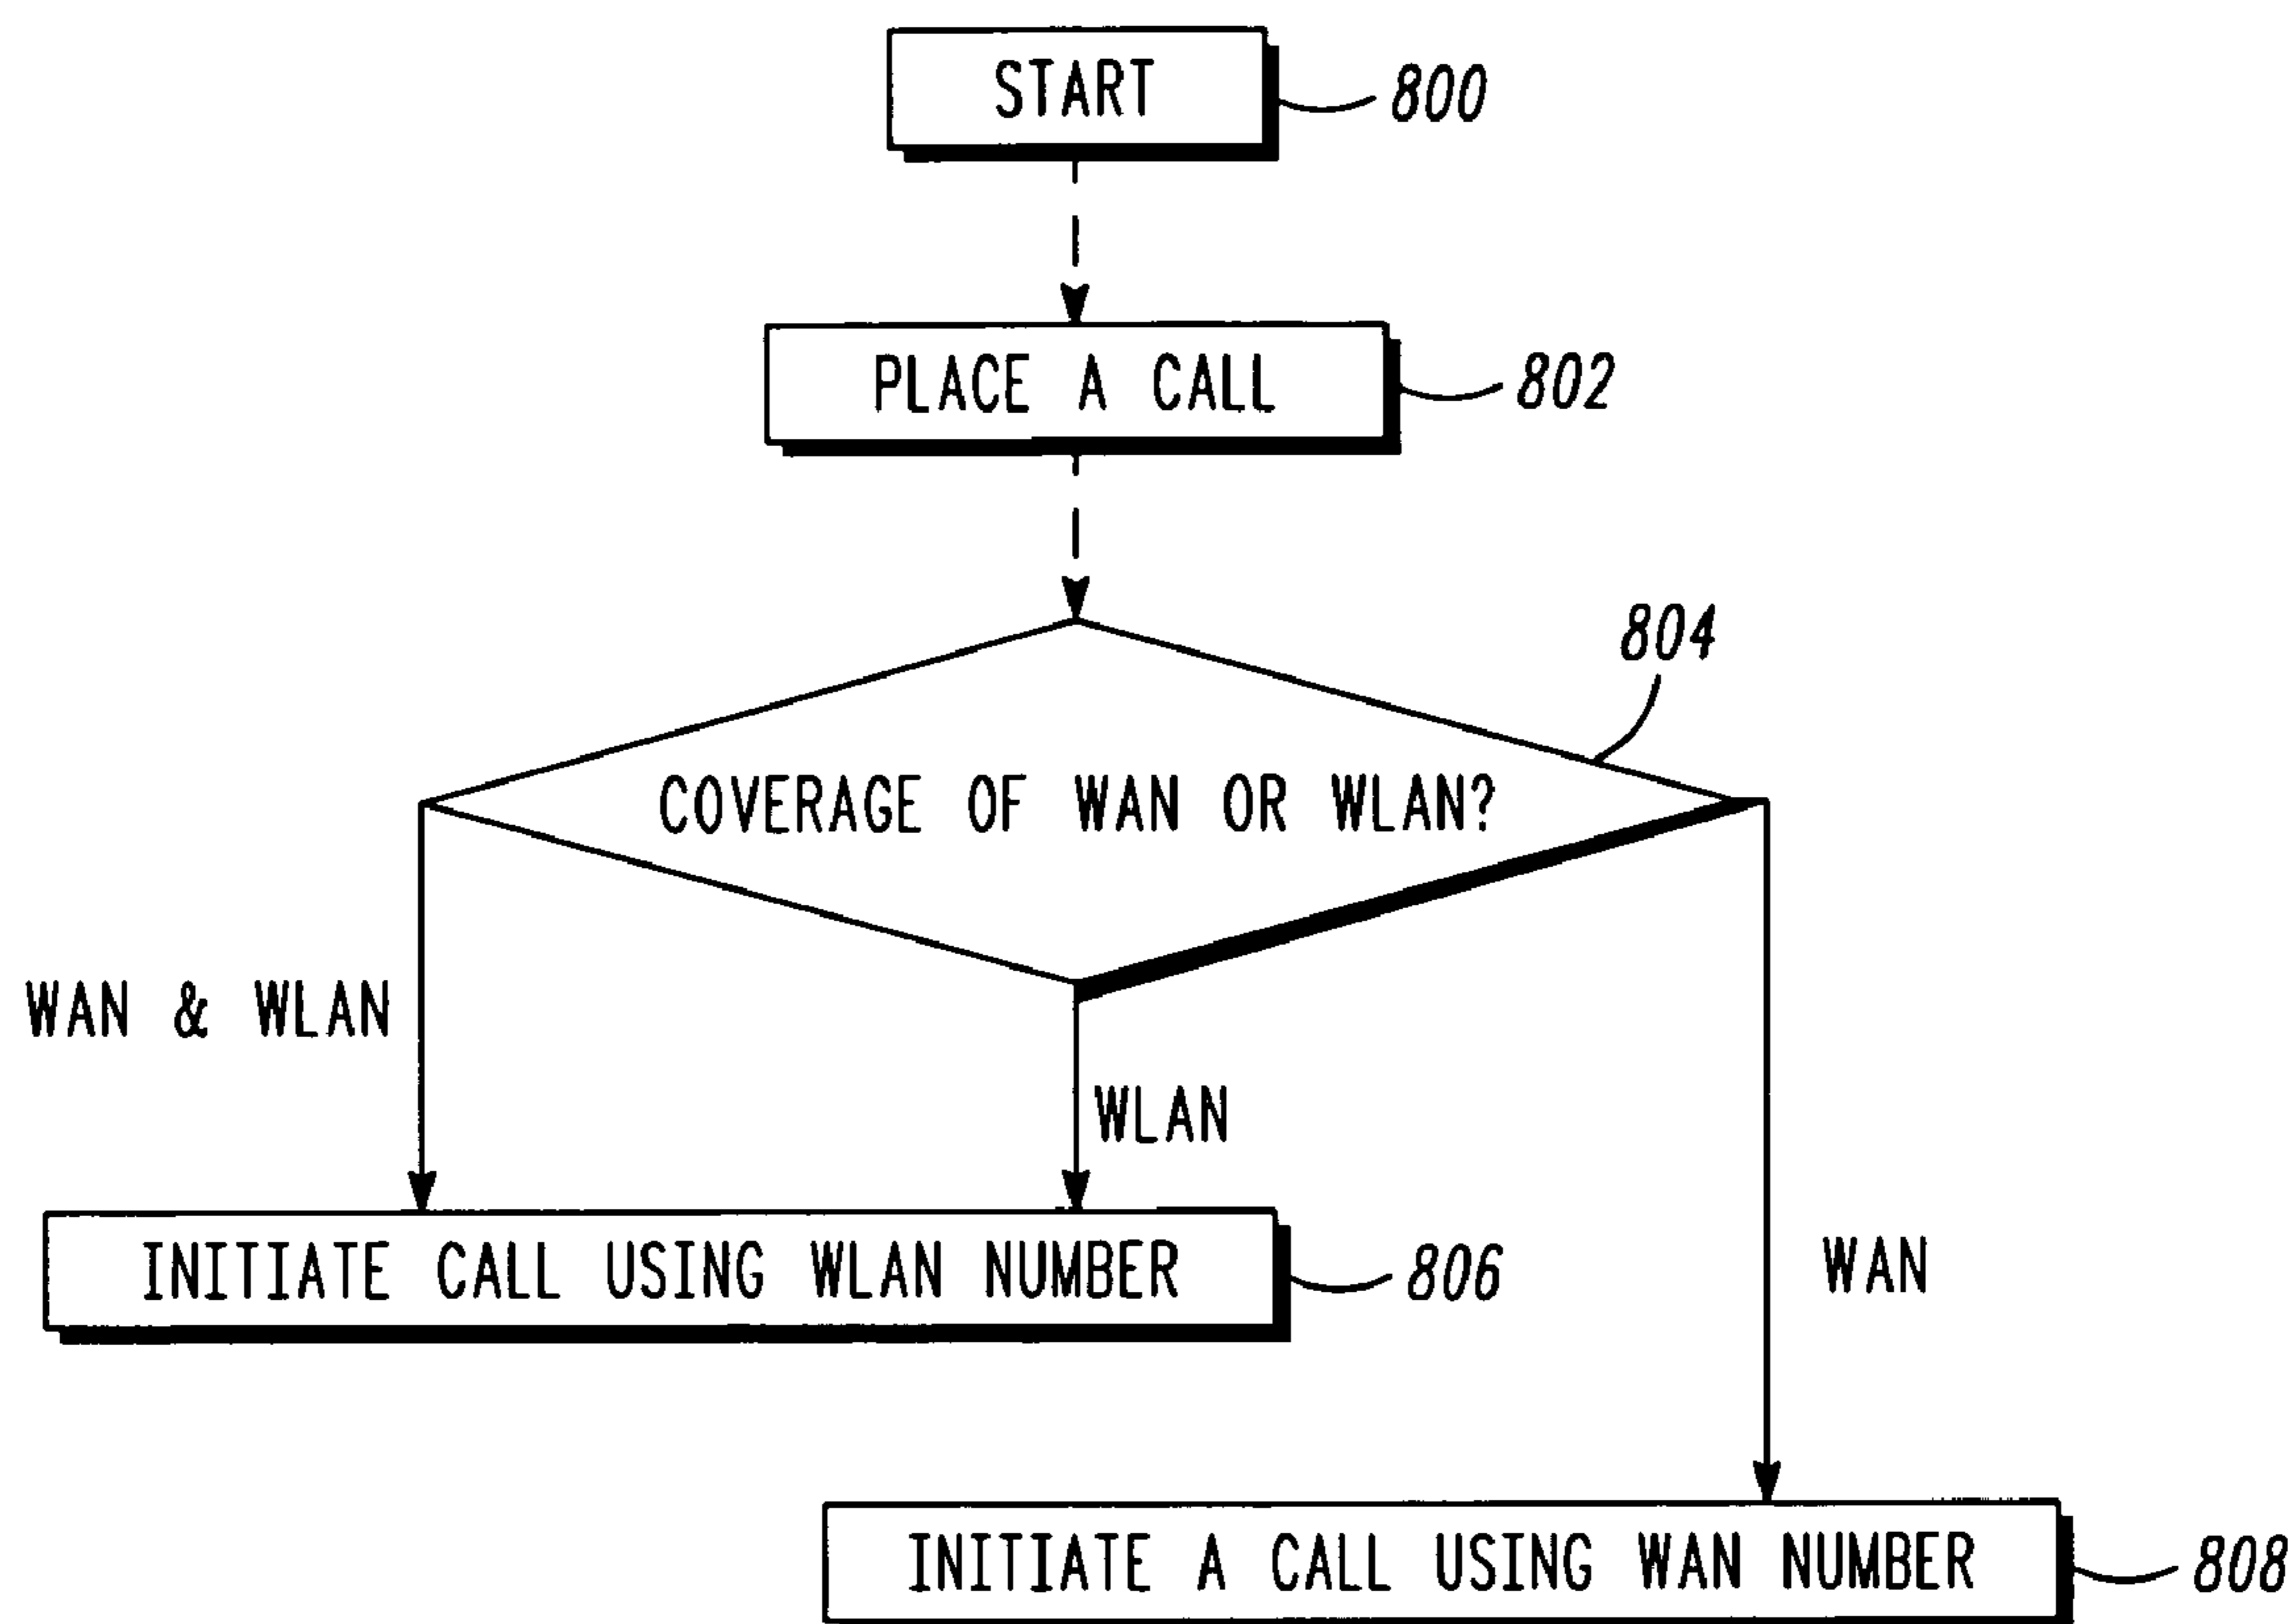 START
800
PLACE A CALL
802
804
COVERAGE OF WAN OR WLAN?
WAN & WLAN
WLAN
WAN
INITIATE CALL USING WLAN NUMBER
806
INITIATE A CALL USING WAN NUMBER
808